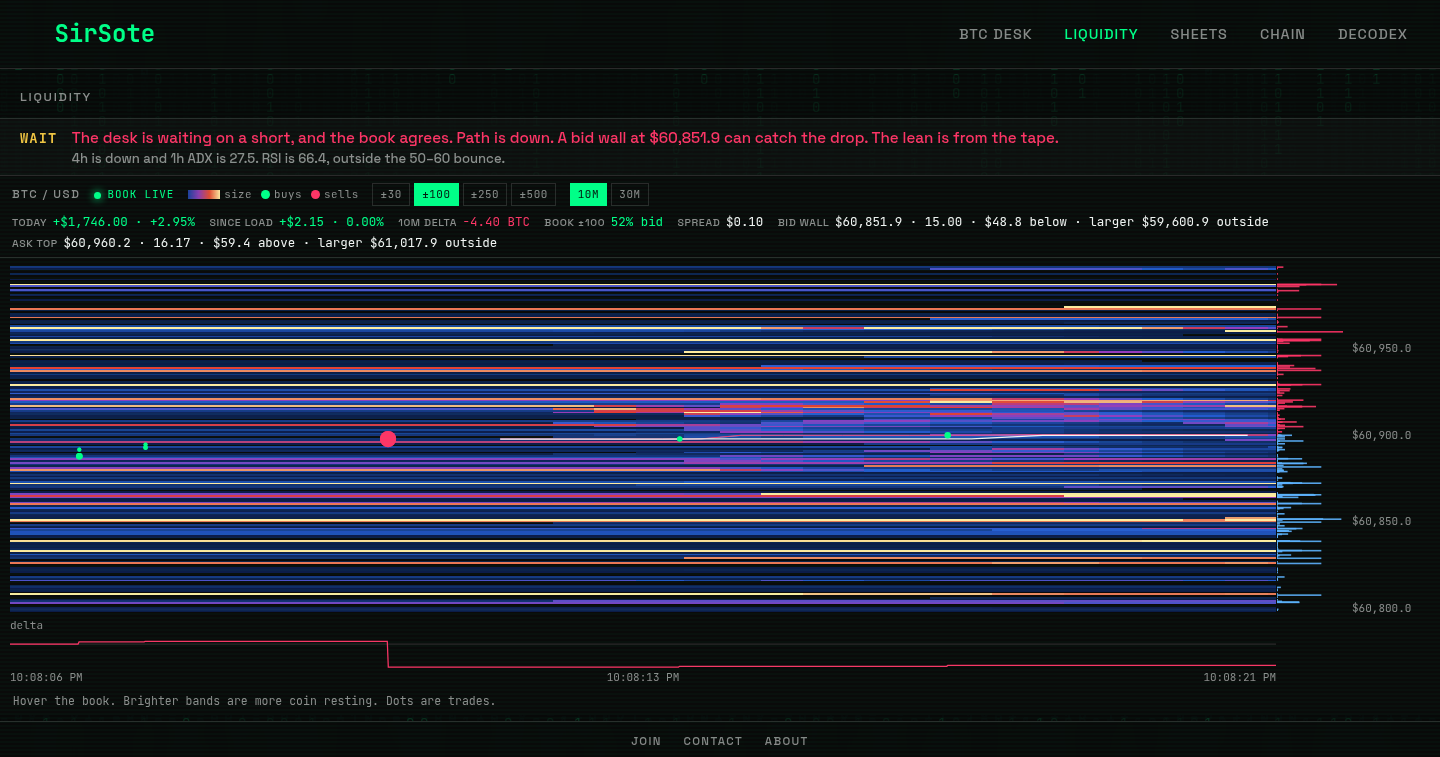 SirSote
BTC DESK LIQUIDITY SHEETS CHAIN DECODEX
LIQUIDITY
WAIT The desk is waiting on a short, and the book agrees. Path is down. A bid wall at $60,851.9 can catch the drop. The lean is from the tape.
4h is down and 1h ADX is 27.5. RSI is 66.4, outside the 50–60 bounce.
BTC / USD BOOK LIVE size buys sells ±30 ±100 ±250 ±500 10M 30M
TODAY +$1,746.00 · +2.95% SINCE LOAD +$2.15 · 0.00% 10M DELTA -4.40 BTC BOOK ±100 52% bid SPREAD $0.10 BID WALL $60,851.9 · 15.00 · $48.8 below · larger $59,600.9 outside
ASK TOP $60,960.2 · 16.17 · $59.4 above · larger $61,017.9 outside
$60,950.0
$60,900.0
$60,850.0
$60,800.0
delta
10:08:06 PM 10:08:13 PM 10:08:21 PM
Hover the book. Brighter bands are more coin resting. Dots are trades.
JOIN CONTACT ABOUT